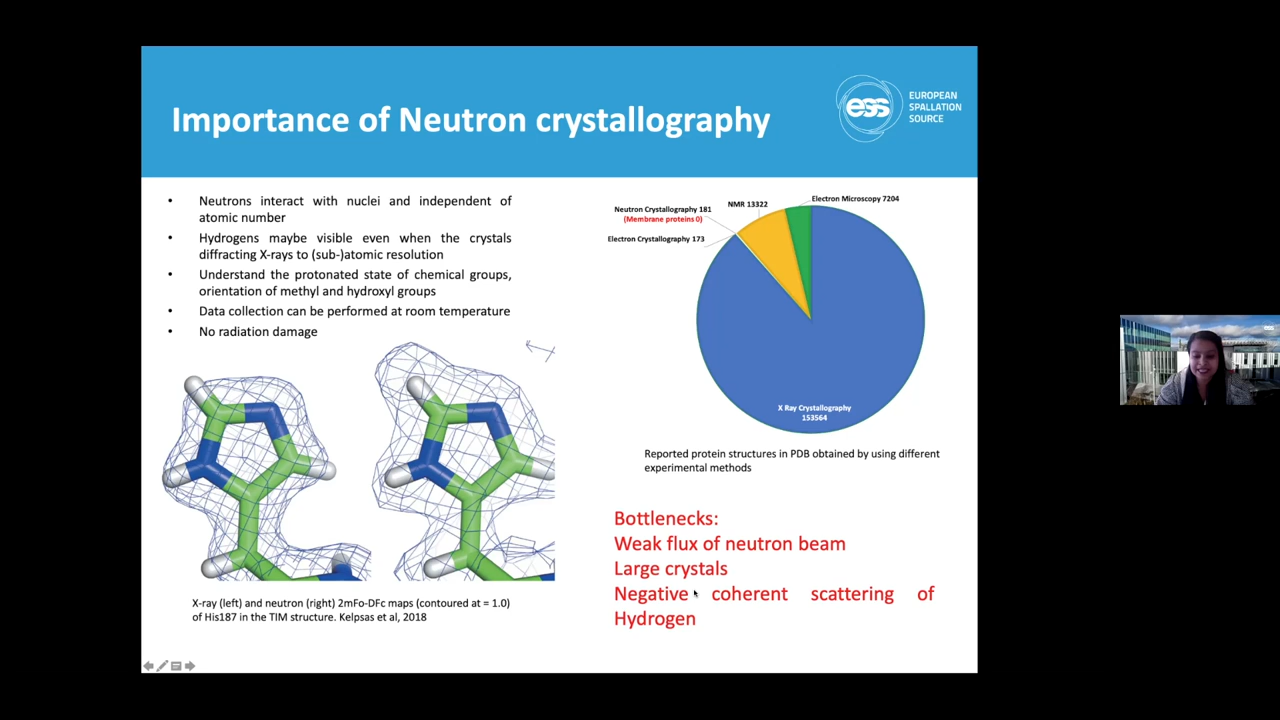 Importance of Neutron crystallography
ess
EUROPEAN
SPALLATION
SOURCE
• Neutrons interact with nuclei and independent of
atomic number
• Hydrogens maybe visible even when the crystals
diffracting X-rays to (sub-)atomic resolution
• Understand the protonated state of chemical groups,
orientation of methyl and hydroxyl groups
• Data collection can be performed at room temperature
• No radiation damage
X-ray (left) and neutron (right) 2mFo-DFc maps (contoured at = 1.0)
of His187 in the TIM structure. Kelpsas et al, 2018
Electron Microscopy 7204
NMR 13322
Neutron Crystallography 181
(Membrane proteins 0)
Electron Crystallography 173
X Ray Crystallography
153564
Reported protein structures in PDB obtained by using different
experimental methods
Bottlenecks:
Weak flux of neutron beam
Large crystals
Negative coherent scattering of
Hydrogen
ess